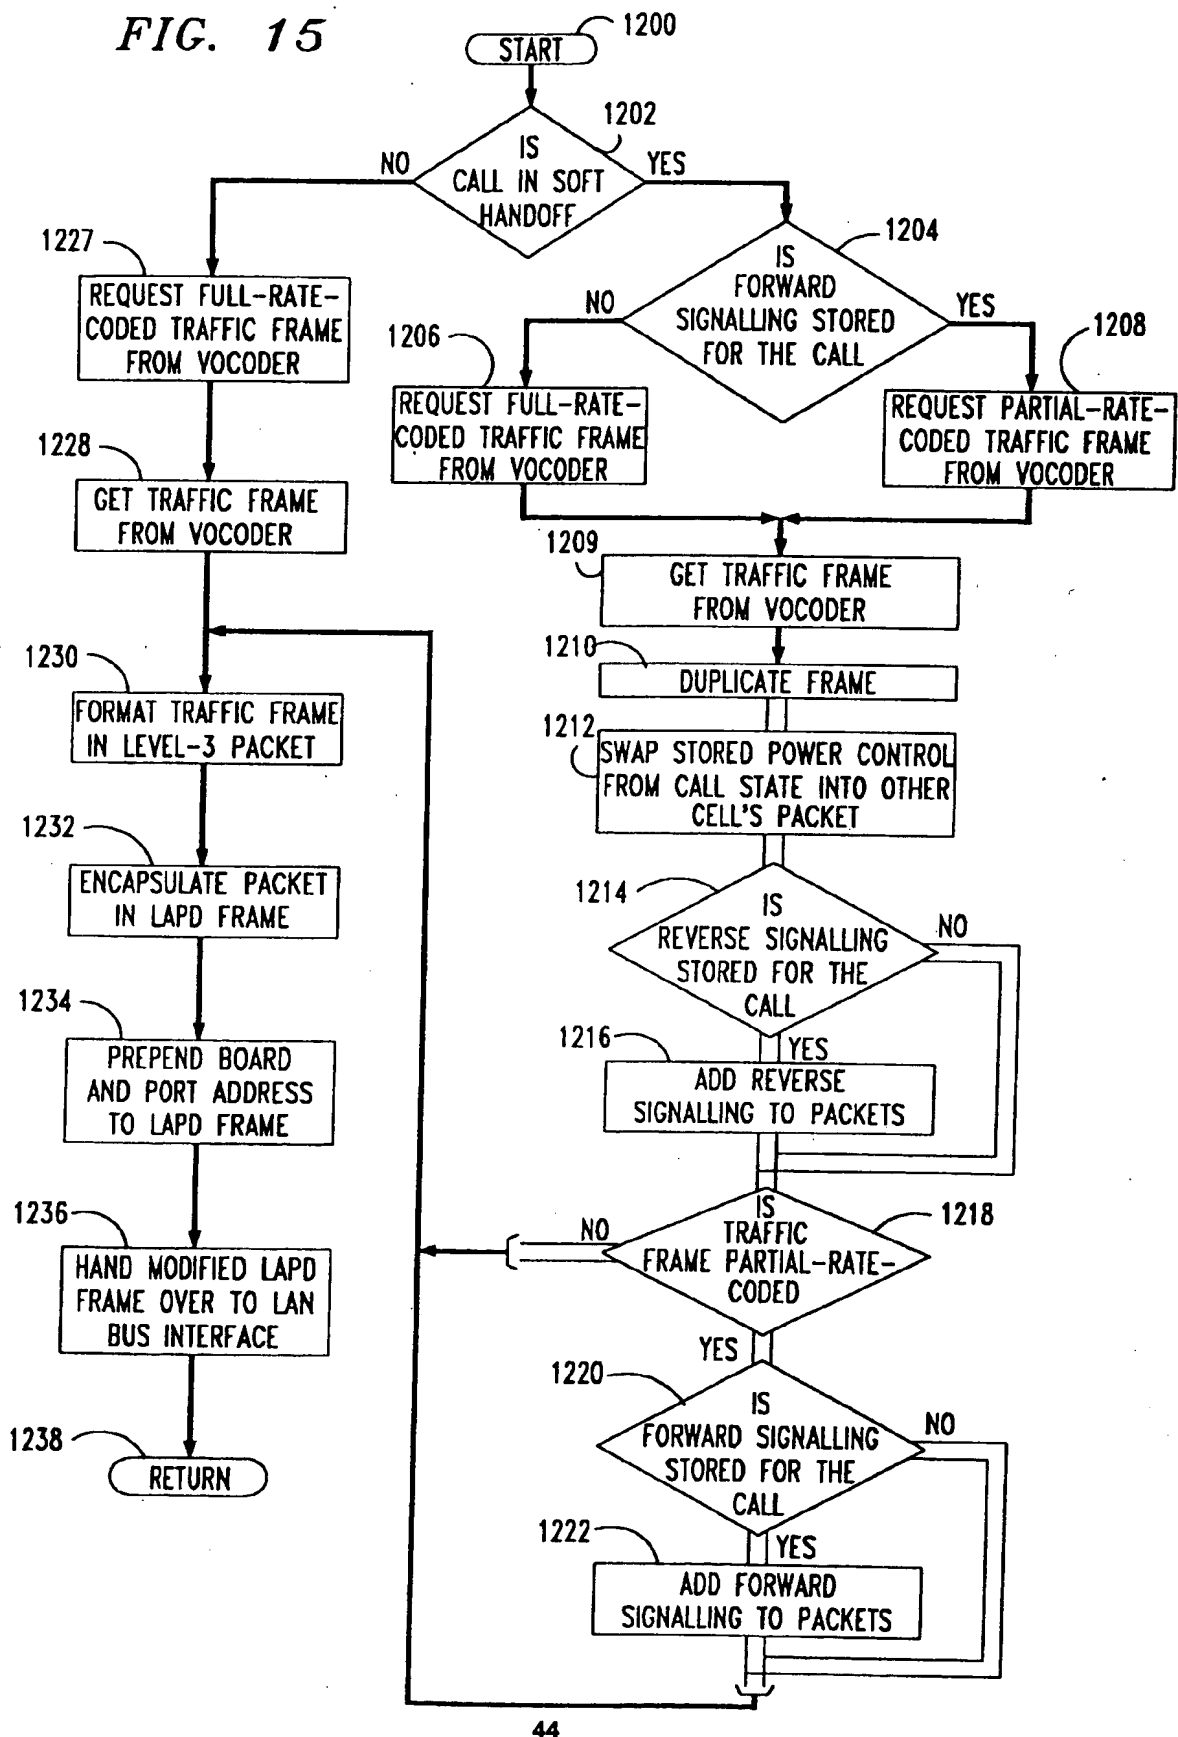 FIG. 15
1200
START
1202
IS
CALL IN SOFT
HANDOFF
NO
YES
1204
IS
FORWARD
SIGNALLING STORED
FOR THE CALL
NO
YES
1227
REQUEST FULL-RATE-
CODED TRAFFIC FRAME
FROM VOCODER
1206
REQUEST FULL-RATE-
CODED TRAFFIC FRAME
FROM VOCODER
1208
REQUEST PARTIAL-RATE-
CODED TRAFFIC FRAME
FROM VOCODER
1228
GET TRAFFIC FRAME
FROM VOCODER
1209
GET TRAFFIC FRAME
FROM VOCODER
1210
DUPLICATE FRAME
1230
FORMAT TRAFFIC FRAME
IN LEVEL-3 PACKET
1212
SWAP STORED POWER CONTROL
FROM CALL STATE INTO OTHER
CELL'S PACKET
1232
ENCAPSULATE PACKET
IN LAPD FRAME
1214
IS
REVERSE SIGNALLING
STORED FOR THE
CALL
NO
YES
1234
PREPEND BOARD
AND PORT ADDRESS
TO LAPD FRAME
1216
ADD REVERSE
SIGNALLING TO PACKETS
1236
HAND MODIFIED LAPD
FRAME OVER TO LAN
BUS INTERFACE
1218
IS
TRAFFIC
FRAME PARTIAL-RATE-
CODED
NO
YES
1238
RETURN
1220
IS
FORWARD SIGNALLING
STORED FOR THE
CALL
NO
YES
1222
ADD FORWARD
SIGNALLING TO PACKETS
44